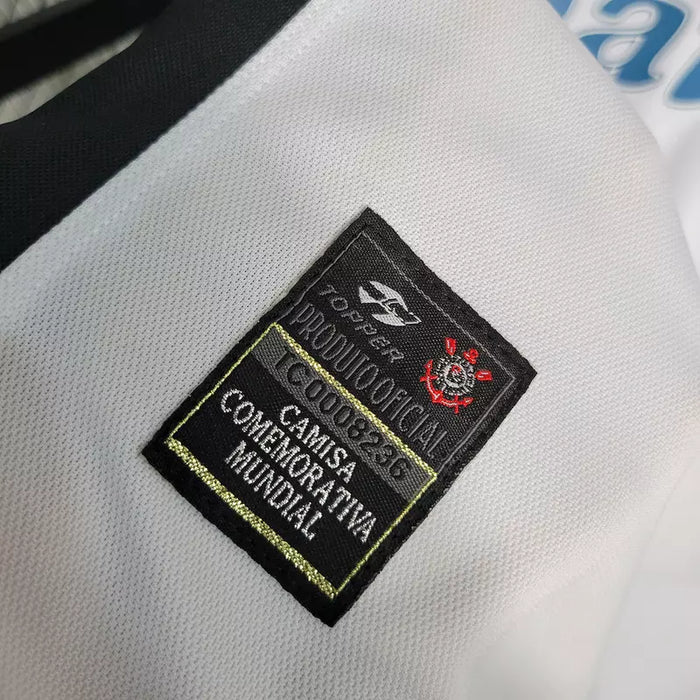 TOPPER
PRODUTO OFICIAL
TC0008236
CAMISA
COMEMORATIVA
MUNDIAL